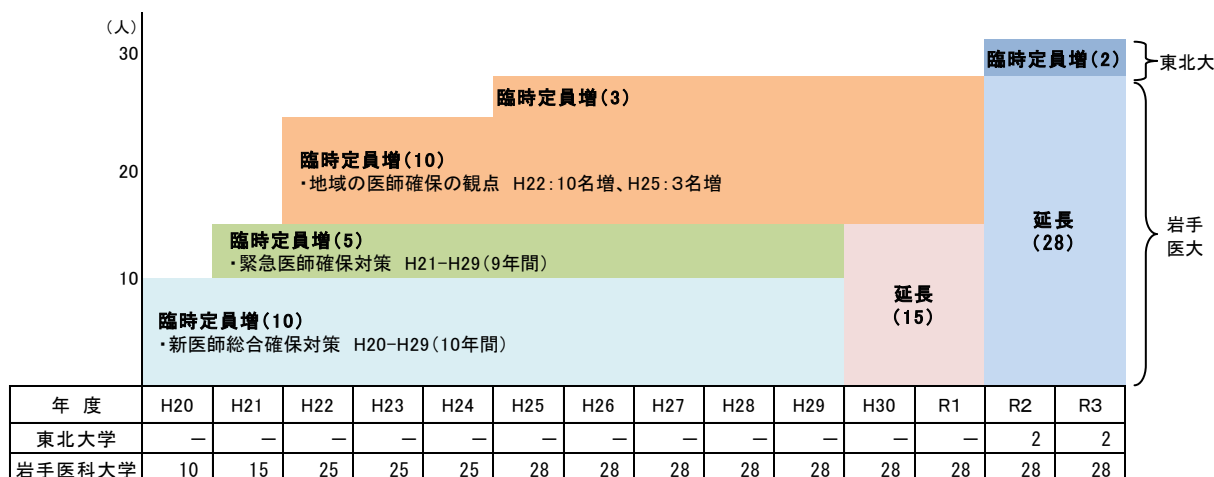 (人)
30
20
10
臨時定員増(2)
東北大
臨時定員増(3)
臨時定員増(10)
・地域の医師確保の観点 H22:10名増、H25:3名増
延長
(28)
岩手
医大
臨時定員増(5)
・緊急医師確保対策 H21-H29(9年間)
延長
(15)
臨時定員増(10)
・新医師総合確保対策 H20-H29(10年間)
年 度 H20 H21 H22 H23 H24 H25 H26 H27 H28 H29 H30 R1 R2 R3
東北大学 － － － － － － － － － － － － 2 2
岩手医科大学 10 15 25 25 25 28 28 28 28 28 28 28 28 28